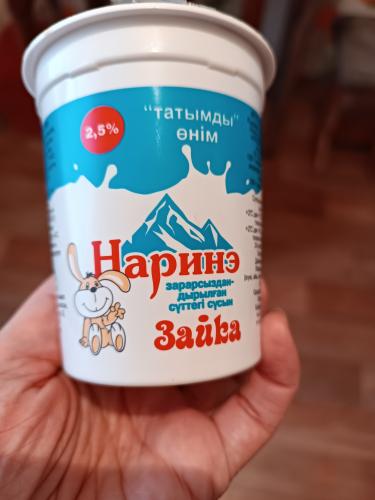 2,5%
"татымды"
өнім
Наринэ
зарарсыздан-
дырылған
сүттегі сусын
Зайка